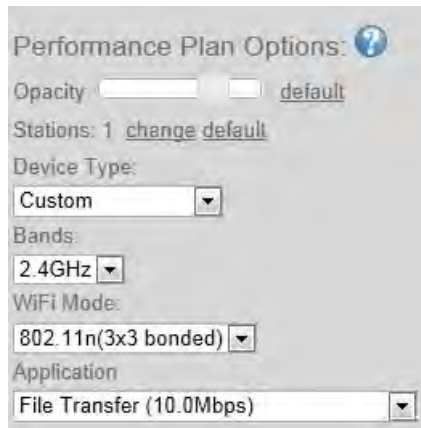 Performance Plan Options: ?
Opacity default
Stations: 1 change default
Device Type:
Custom
Bands:
2.4GHz
WiFi Mode:
802.11n(3x3 bonded)
Application
File Transfer (10.0Mbps)